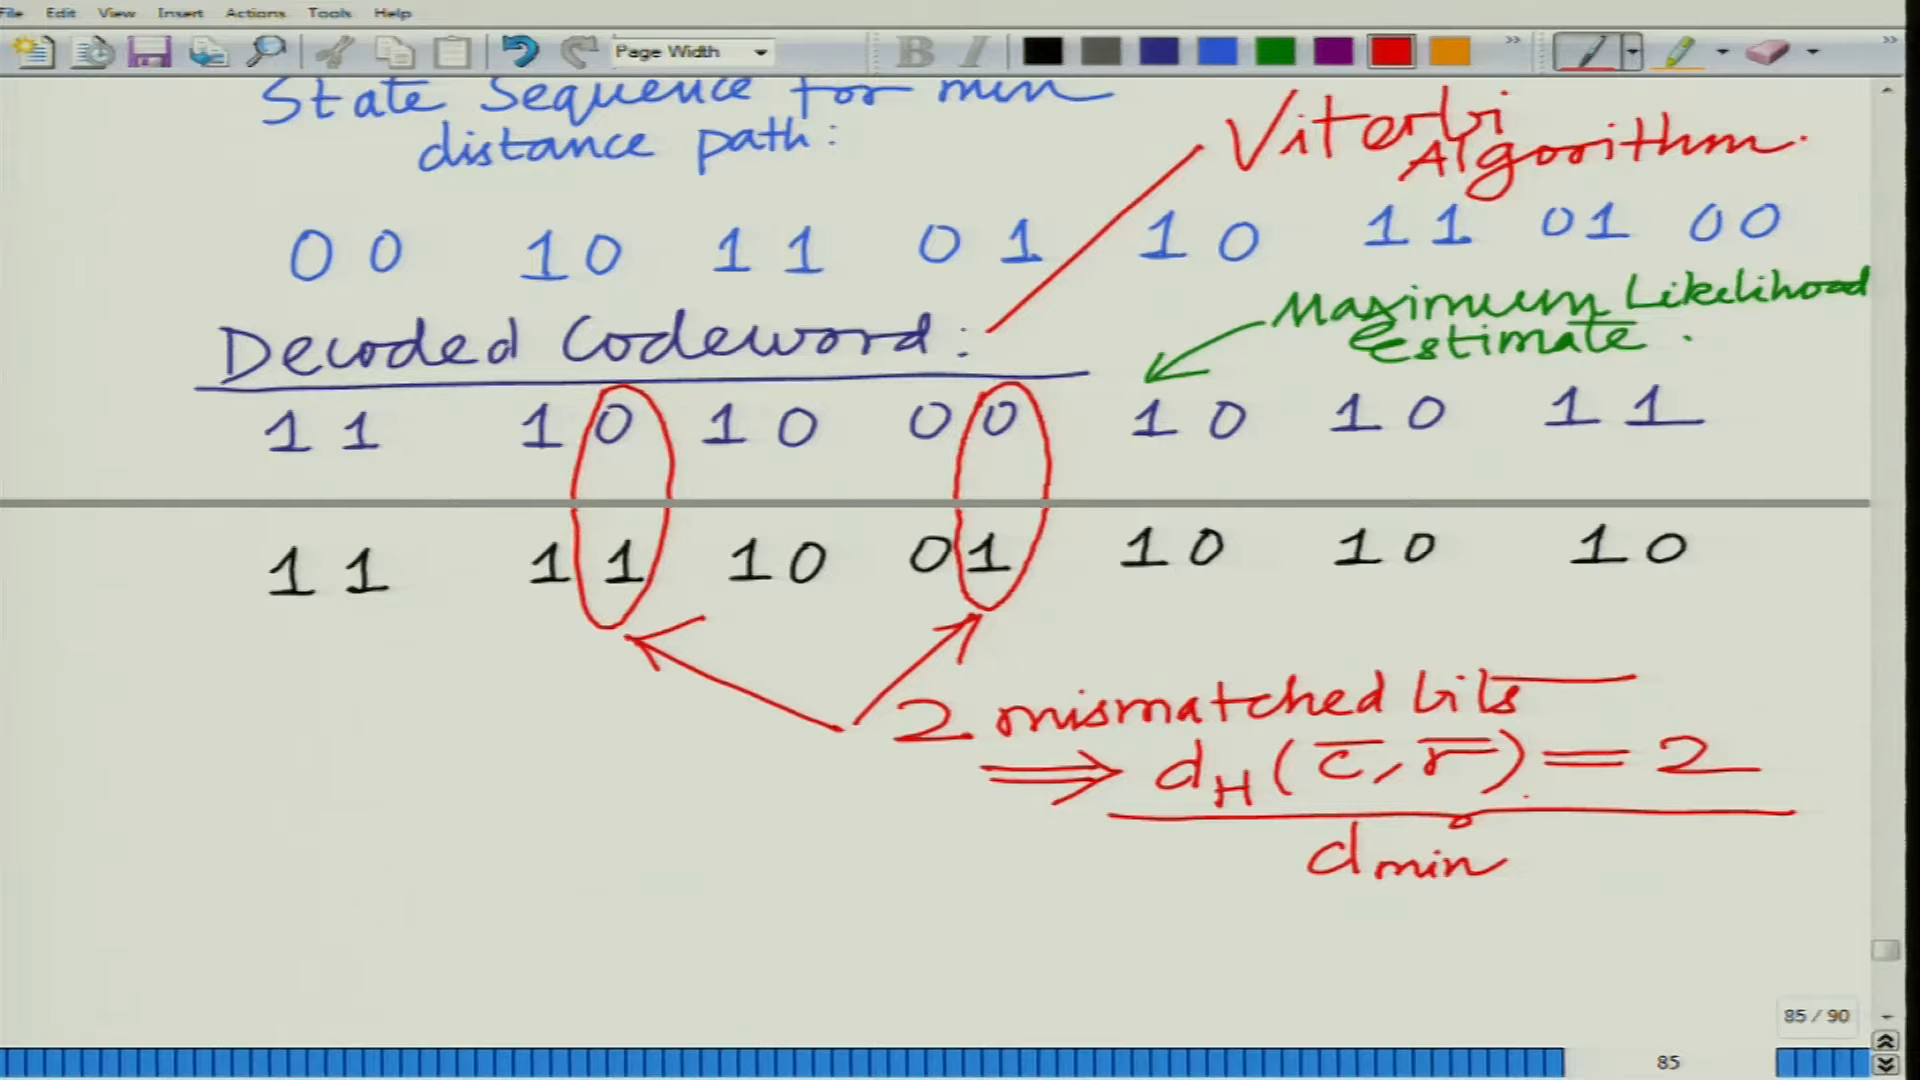 File Edit View Insert Actions Tools Help
Page Width B I
State Sequence for min
distance path:
Viterbi
Algorithm.
00 10 11 01 10 11 01 00
Decoded Codeword:
Maximum Likelihood
Estimate.
11 10 10 00 10 10 11
11 11 10 01 10 10 10
2 mismatched bits
⇒ dH(c̅, r̅) = 2
dmin
85 / 90
85